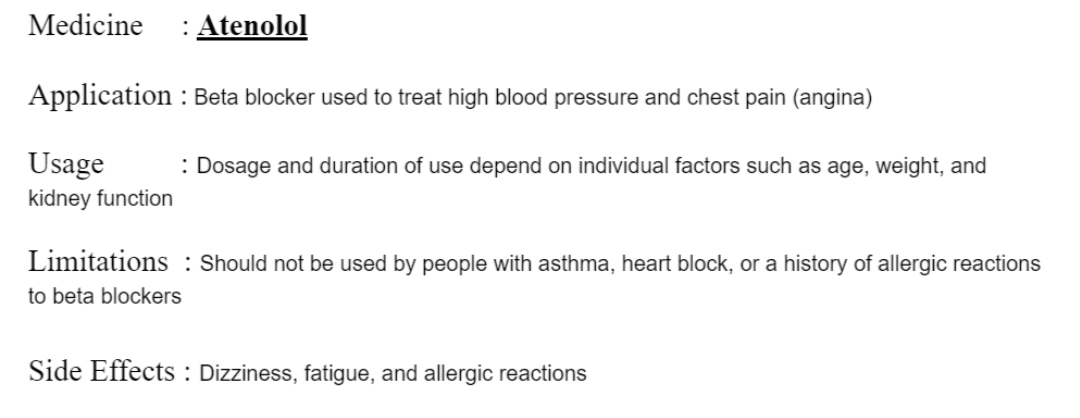 Medicine : Atenolol
Application : Beta blocker used to treat high blood pressure and chest pain (angina)
Usage : Dosage and duration of use depend on individual factors such as age, weight, and
kidney function
Limitations : Should not be used by people with asthma, heart block, or a history of allergic reactions
to beta blockers
Side Effects : Dizziness, fatigue, and allergic reactions